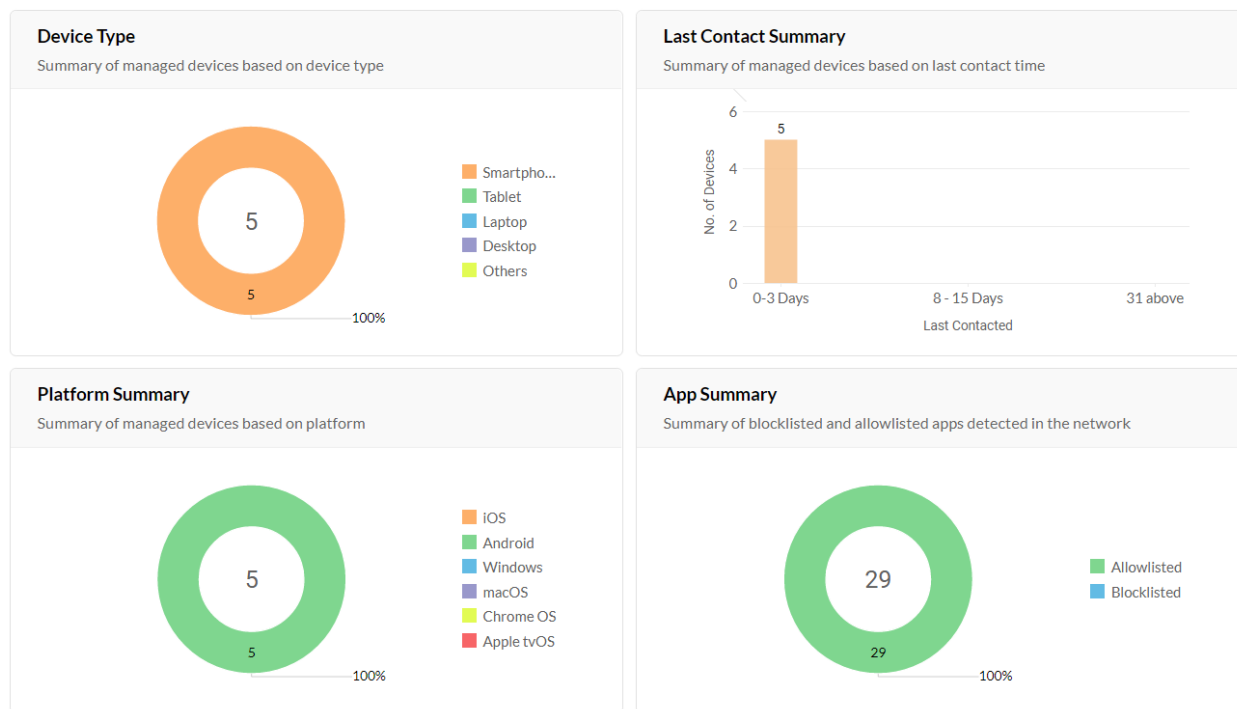 Device Type
Summary of managed devices based on device type
5
5
100%
Smartpho...
Tablet
Laptop
Desktop
Others
Last Contact Summary
Summary of managed devices based on last contact time
No. of Devices
6
4
2
0
5
0-3 Days
8 - 15 Days
31 above
Last Contacted
Platform Summary
Summary of managed devices based on platform
5
5
100%
iOS
Android
Windows
macOS
Chrome OS
Apple tvOS
App Summary
Summary of blocklisted and allowlisted apps detected in the network
29
29
100%
Allowlisted
Blocklisted